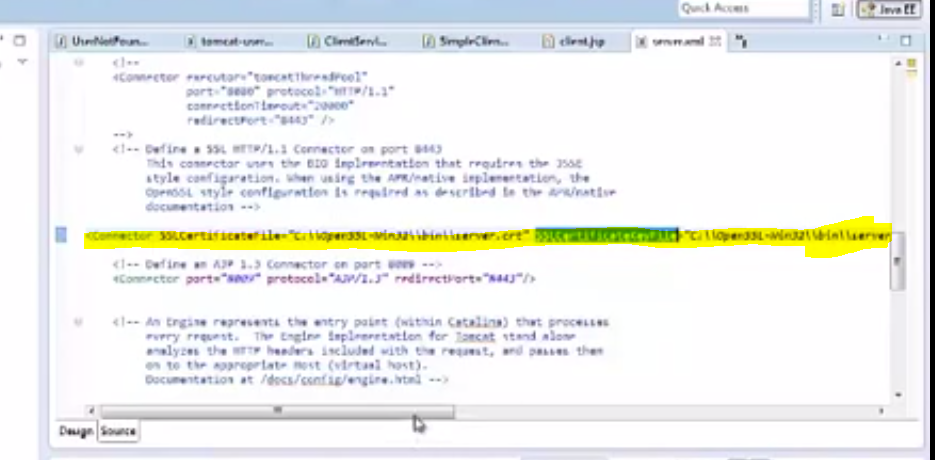 Quick Access
Java EE
UserNotFoun...
tomcat-user...
ClientServl...
SimpleClien...
client.jsp
server.xml
<!--
<Connector executor="tomcatThreadPool"
port="8080" protocol="HTTP/1.1"
connectionTimeout="20000"
redirectPort="8443" />
-->
<!-- Define a SSL HTTP/1.1 Connector on port 8443
This connector uses the BIO implementation that requires the JSSE
style configuration. When using the APR/native implementation, the
OpenSSL style configuration is required as described in the APR/native
documentation -->
<Connector SSLCertificateFile="C:\\OpenSSL-Win32\\bin\\server.crt" ="C:\\OpenSSL-Win32\\bin\\server
<!-- Define an AJP 1.3 Connector on port 8009 -->
<Connector port="8009" protocol="AJP/1.3" redirectPort="8443"/>
<!-- An Engine represents the entry point (within Catalina) that processes
every request. The Engine implementation for Tomcat stand alone
analyzes the HTTP headers included with the request, and passes them
on to the appropriate Host (virtual host).
Documentation at /docs/config/engine.html -->
Design Source